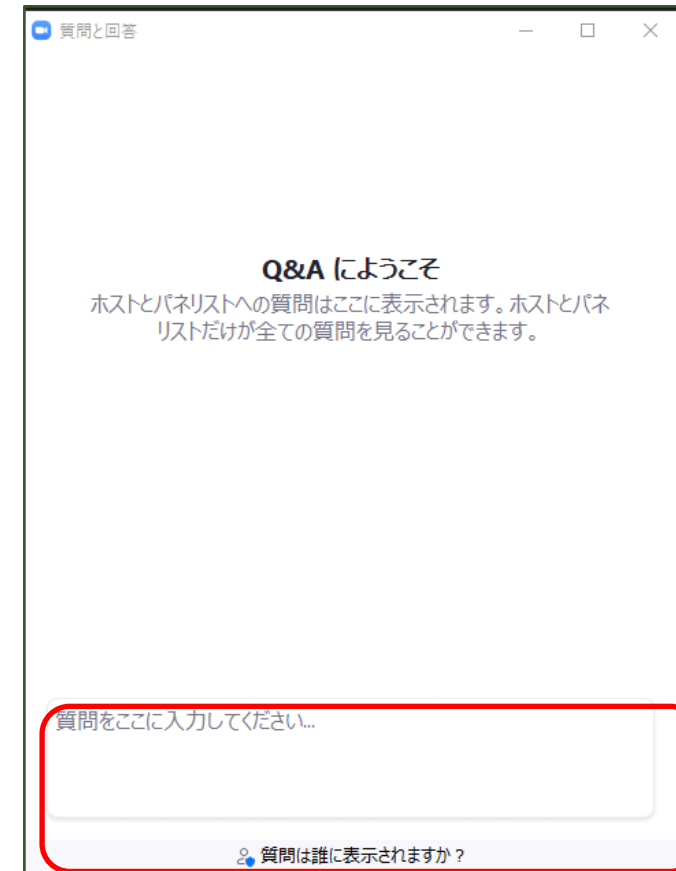 質問と回答
Q&A にようこそ
ホストとパネリストへの質問はここに表示されます。ホストとパネ
リストだけが全ての質問を見ることができます。
質問をここに入力してください...
質問は誰に表示されますか？